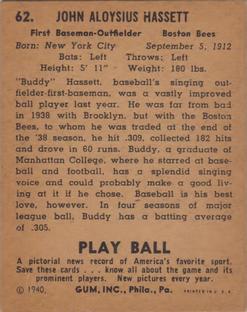 62. JOHN ALOYSIUS HASSETT
First Baseman-Outfielder Boston Bees
Born: New York City September 5, 1912
Bats: Left Throws: Left
Height: 5' 11" Weight: 180 lbs.
"Buddy" Hassett, baseball's singing out-
fielder-first-baseman, was a vastly improved
ball player last year. He was far from bad
in 1938 with Brooklyn, but with the Boston
Bees, to whom he was traded at the end of
the '38 season, he hit .309, collected 182 hits
and drove in 60 runs. Buddy, a graduate of
Manhattan College, where he starred at base-
ball and football, has a splendid singing
voice and could probably make a good liv-
ing at it if he chose. Baseball is his best
love, however. In four seasons of major
league ball, Buddy has a batting average
of .305.
PLAY BALL
A pictorial news record of America's favorite sport.
Save these cards . . . know all about the game and its
prominent players. New pictures every year.
© 1940, GUM, INC., Phila., Pa. PRINTED IN U. S. A.